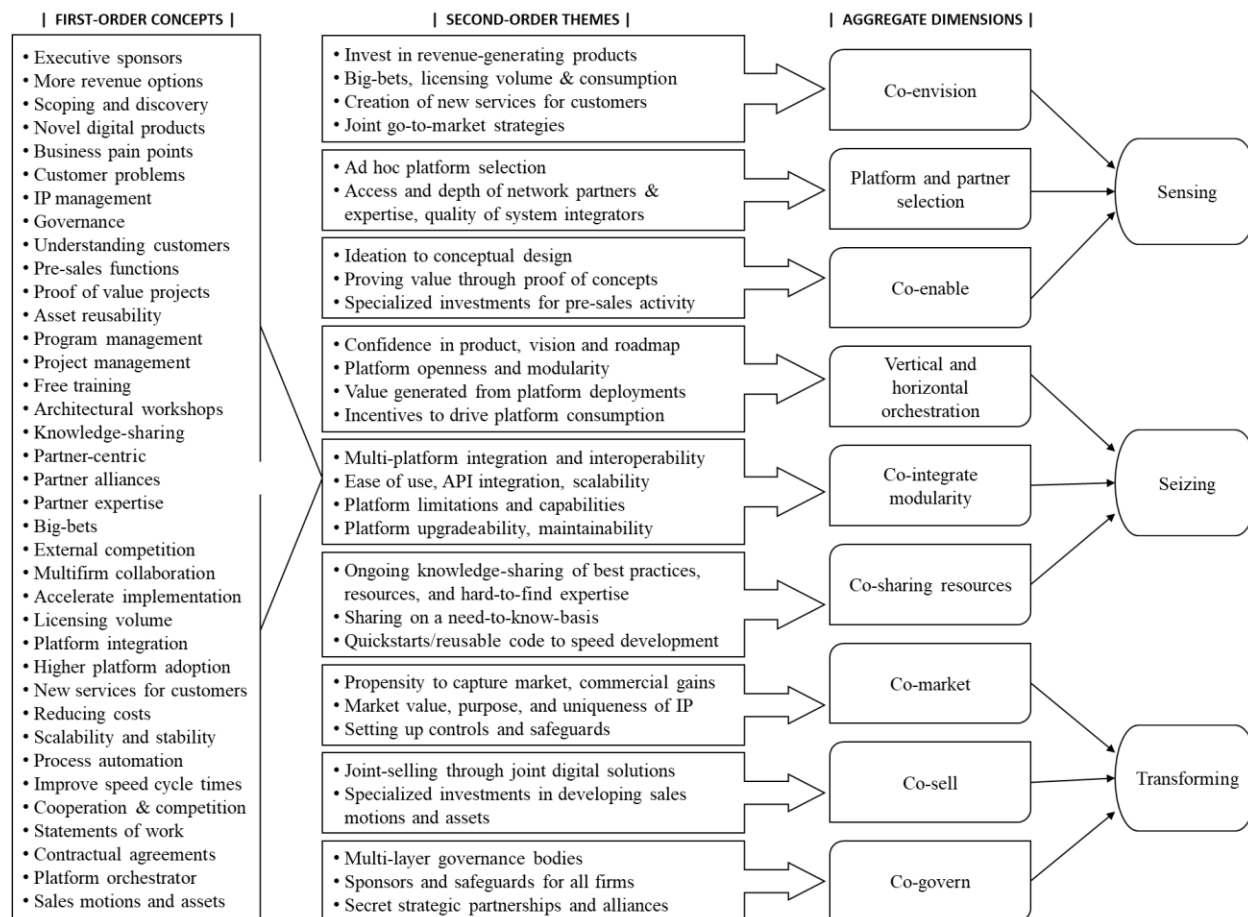 | FIRST-ORDER CONCEPTS |
• Executive sponsors
• More revenue options
• Scoping and discovery
• Novel digital products
• Business pain points
• Customer problems
• IP management
• Governance
• Understanding customers
• Pre-sales functions
• Proof of value projects
• Asset reusability
• Program management
• Project management
• Free training
• Architectural workshops
• Knowledge-sharing
• Partner-centric
• Partner alliances
• Partner expertise
• Big-bets
• External competition
• Multifirm collaboration
• Accelerate implementation
• Licensing volume
• Platform integration
• Higher platform adoption
• New services for customers
• Reducing costs
• Scalability and stability
• Process automation
• Improve speed cycle times
• Cooperation & competition
• Statements of work
• Contractual agreements
• Platform orchestrator
• Sales motions and assets
| SECOND-ORDER THEMES |
• Invest in revenue-generating products
• Big-bets, licensing volume & consumption
• Creation of new services for customers
• Joint go-to-market strategies
• Ad hoc platform selection
• Access and depth of network partners &
expertise, quality of system integrators
• Ideation to conceptual design
• Proving value through proof of concepts
• Specialized investments for pre-sales activity
• Confidence in product, vision and roadmap
• Platform openness and modularity
• Value generated from platform deployments
• Incentives to drive platform consumption
• Multi-platform integration and interoperability
• Ease of use, API integration, scalability
• Platform limitations and capabilities
• Platform upgradeability, maintainability
• Ongoing knowledge-sharing of best practices,
resources, and hard-to-find expertise
• Sharing on a need-to-know-basis
• Quickstarts/reusable code to speed development
• Propensity to capture market, commercial gains
• Market value, purpose, and uniqueness of IP
• Setting up controls and safeguards
• Joint-selling through joint digital solutions
• Specialized investments in developing sales
motions and assets
• Multi-layer governance bodies
• Sponsors and safeguards for all firms
• Secret strategic partnerships and alliances
| AGGREGATE DIMENSIONS |
Co-envision
Platform and partner
selection
Co-enable
Vertical and
horizontal
orchestration
Co-integrate
modularity
Co-sharing resources
Co-market
Co-sell
Co-govern
Sensing
Seizing
Transforming